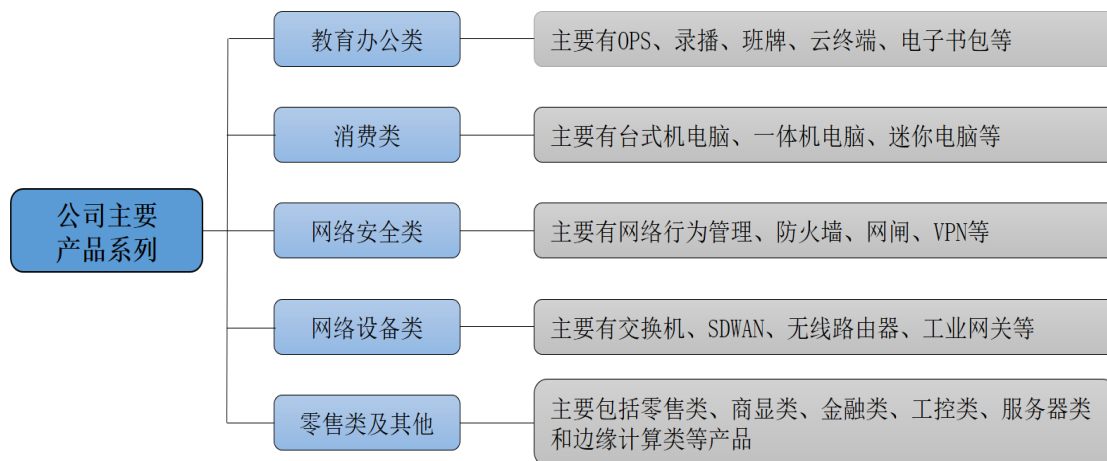 公司主要
产品系列
教育办公类
主要有OPS、录播、班牌、云终端、电子书包等
消费类
主要有台式机电脑、一体机电脑、迷你电脑等
网络安全类
主要有网络行为管理、防火墙、网闸、VPN等
网络设备类
主要有交换机、SDWAN、无线路由器、工业网关等
零售类及其他
主要包括零售类、商显类、金融类、工控类、服务器类
和边缘计算类等产品